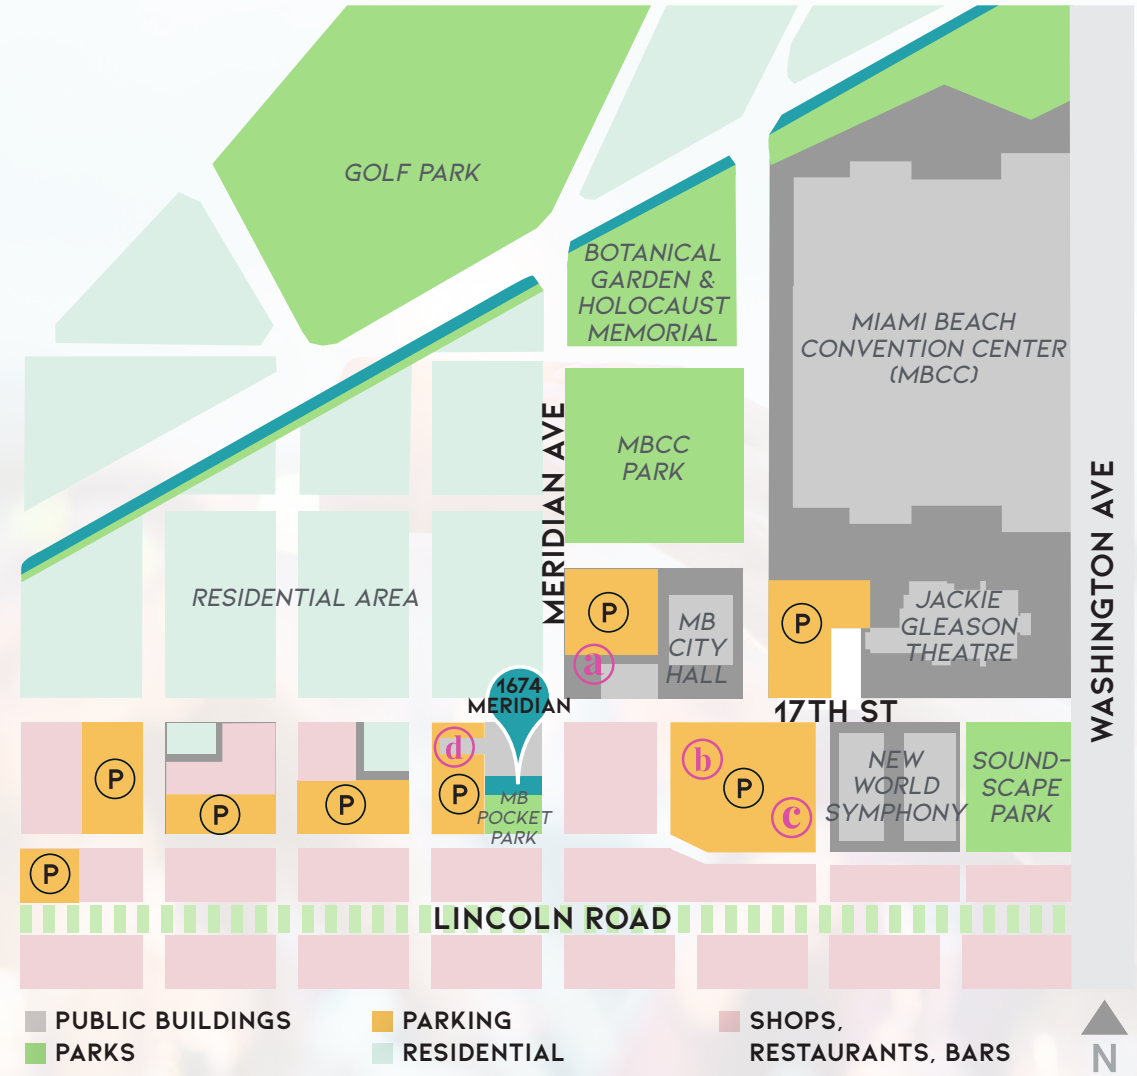 GOLF PARK
BOTANICAL
GARDEN &
HOLOCAUST
MEMORIAL
MIAMI BEACH
CONVENTION CENTER
(MBCC)
MBCC
PARK
MERIDIAN AVE
WASHINGTON AVE
RESIDENTIAL AREA
P
a
MB
CITY
HALL
P
JACKIE
GLEASON
THEATRE
1674
MERIDIAN
17TH ST
P
P
P
d
P
MB
POCKET
PARK
b
P
c
NEW
WORLD
SYMPHONY
SOUND-
SCAPE
PARK
P
LINCOLN ROAD
PUBLIC BUILDINGS
PARKS
PARKING
RESIDENTIAL
SHOPS,
RESTAURANTS, BARS
N